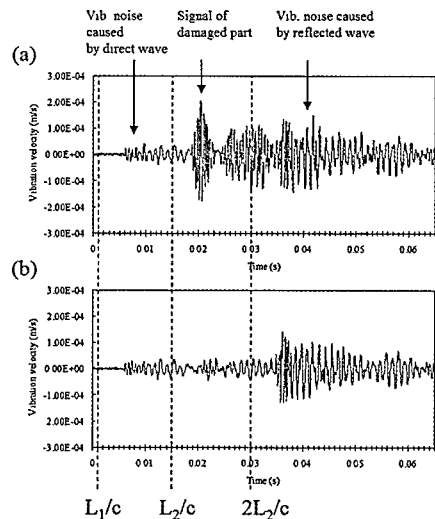 Vib. noise caused by direct wave
Signal of damaged part
Vib. noise caused by reflected wave
(a)
Vibration velocity (m/s)
3.00E-04
2.00E-04
1.00E-04
0.00E+00
-1.00E-04
-2.00E-04
-3.00E-04
0 0.01 0.02 0.03 0.04 0.05 0.06
Time (s)
(b)
Vibration velocity (m/s)
3.00E-04
2.00E-04
1.00E-04
0.00E+00
-1.00E-04
-2.00E-04
-3.00E-04
0 0.01 0.02 0.03 0.04 0.05 0.06
Time (s)
L₁/c L₂/c 2L₂/c